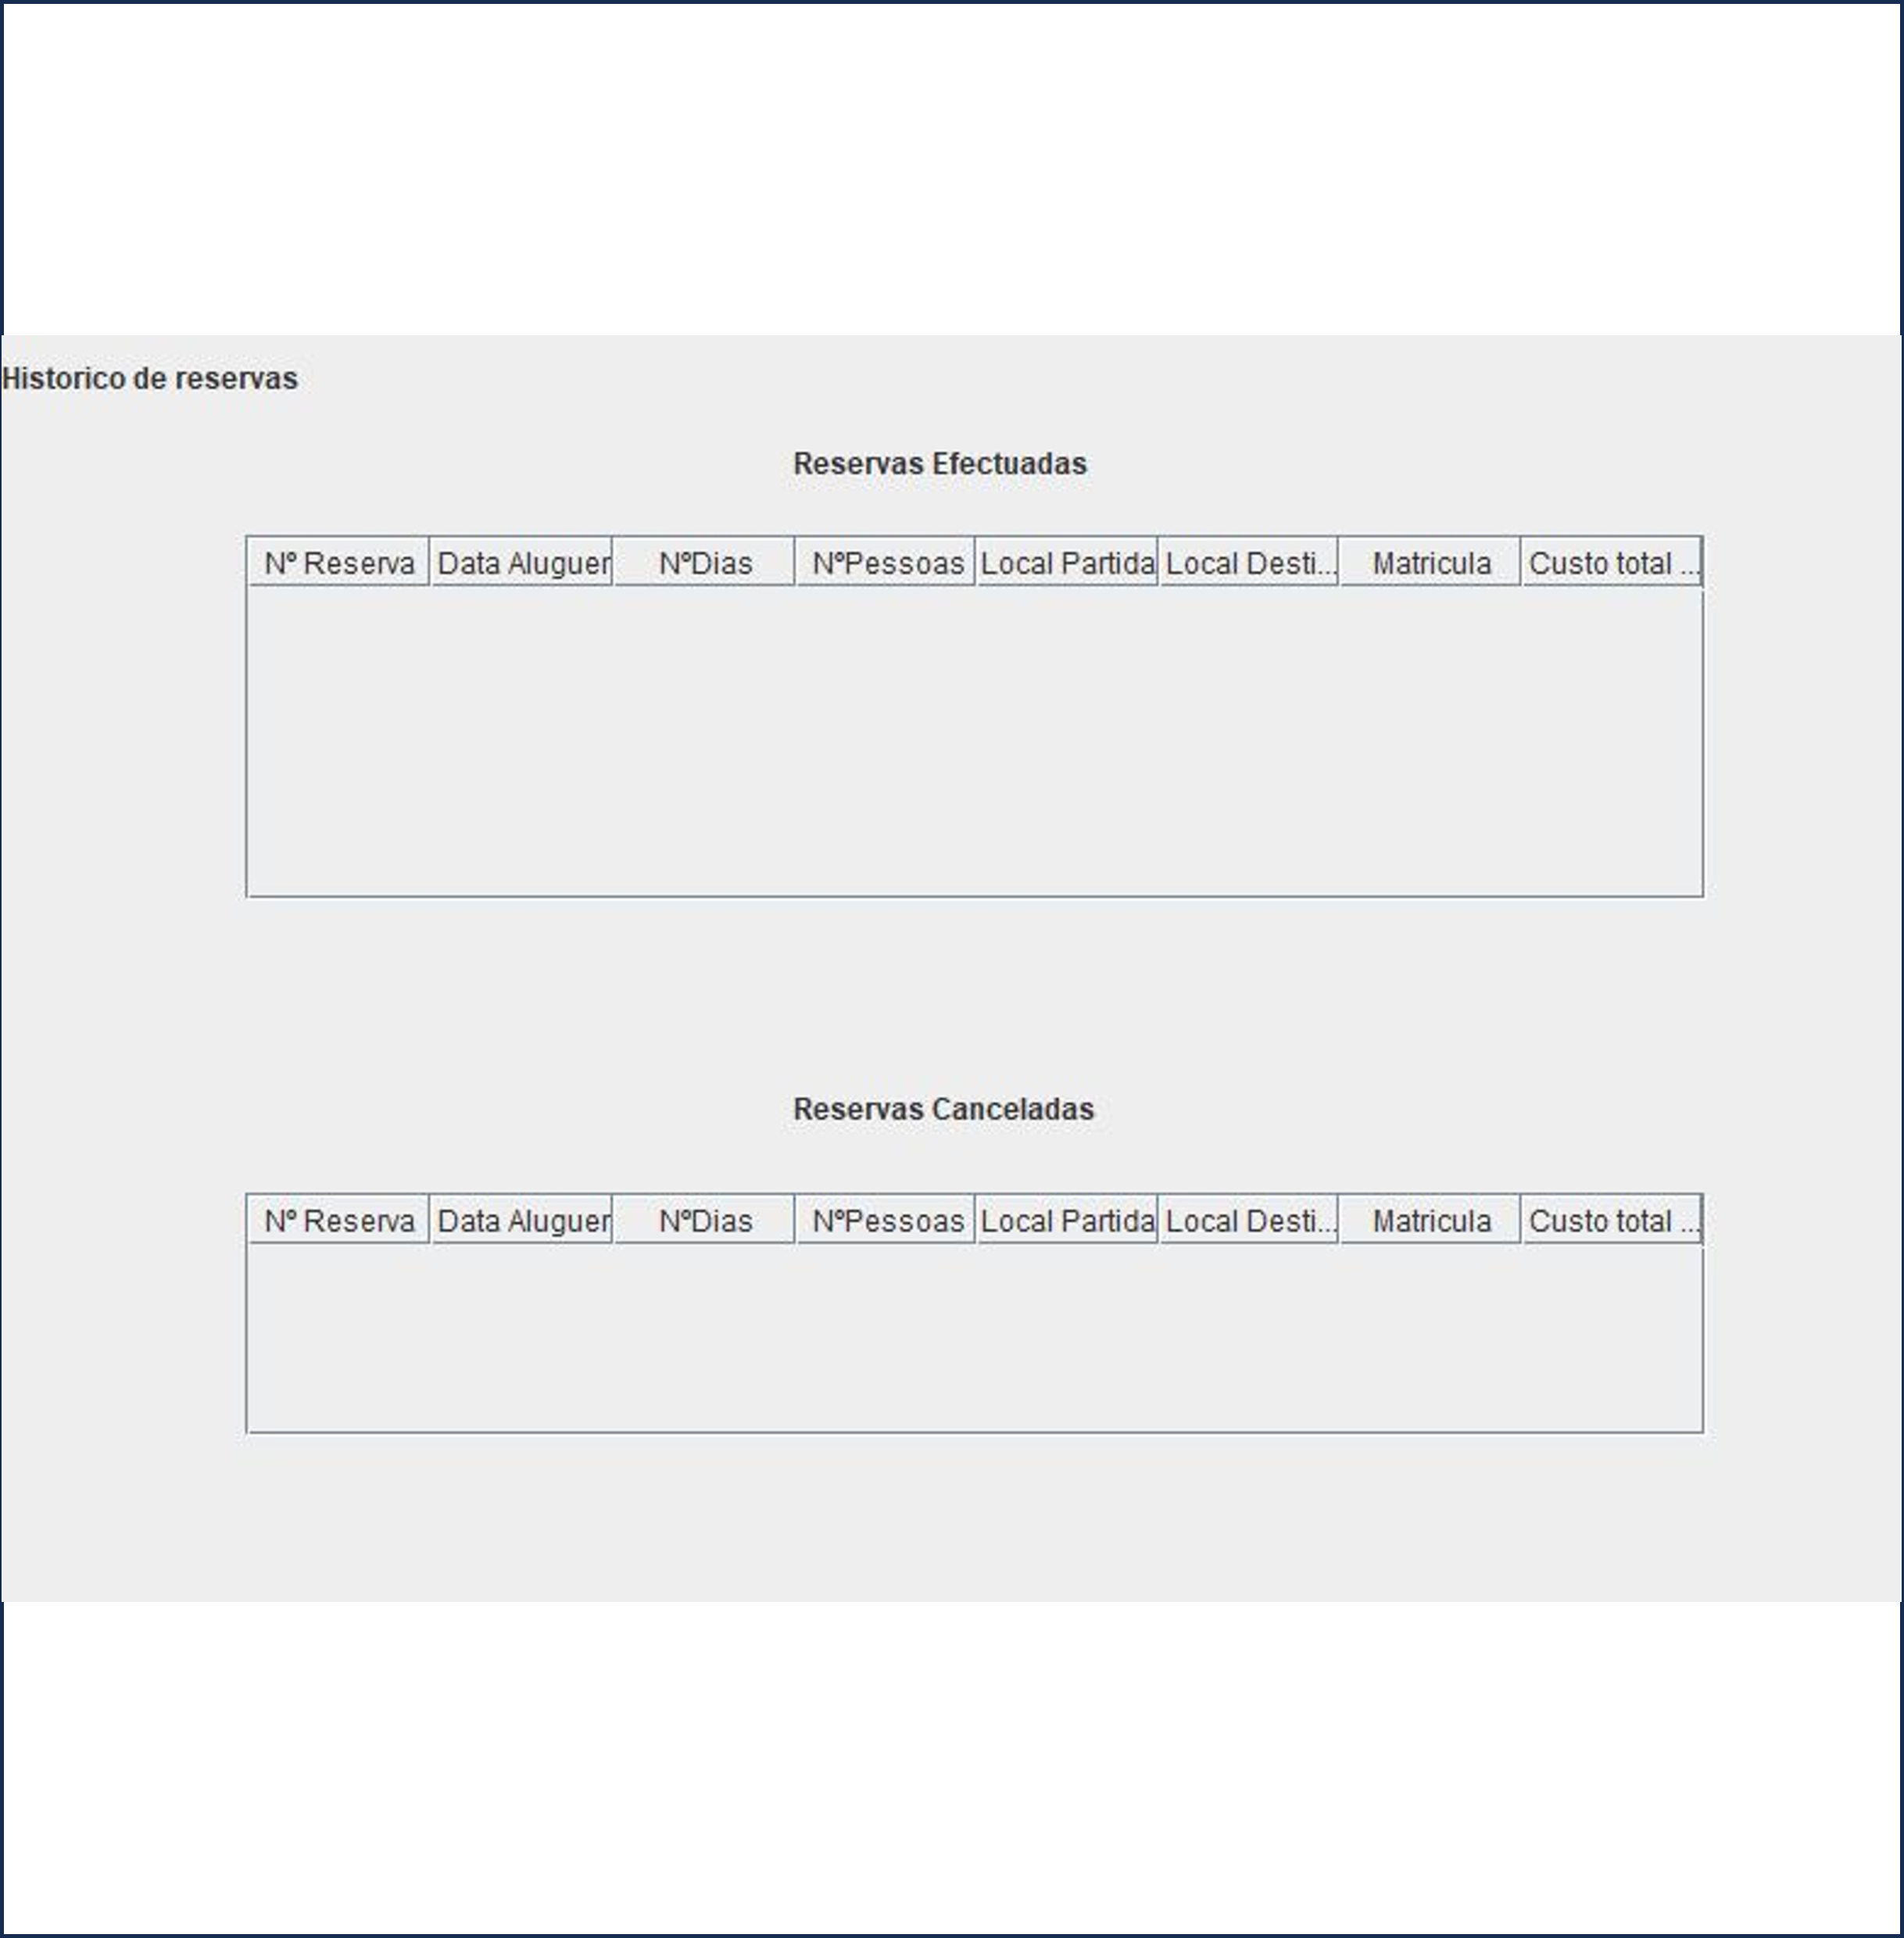 Historico de reservas
Reservas Efectuadas
Nº Reserva Data Aluguer NºDias NºPessoas Local Partida Local Desti... Matricula Custo total ...
Reservas Canceladas
Nº Reserva Data Aluguer NºDias NºPessoas Local Partida Local Desti... Matricula Custo total ...